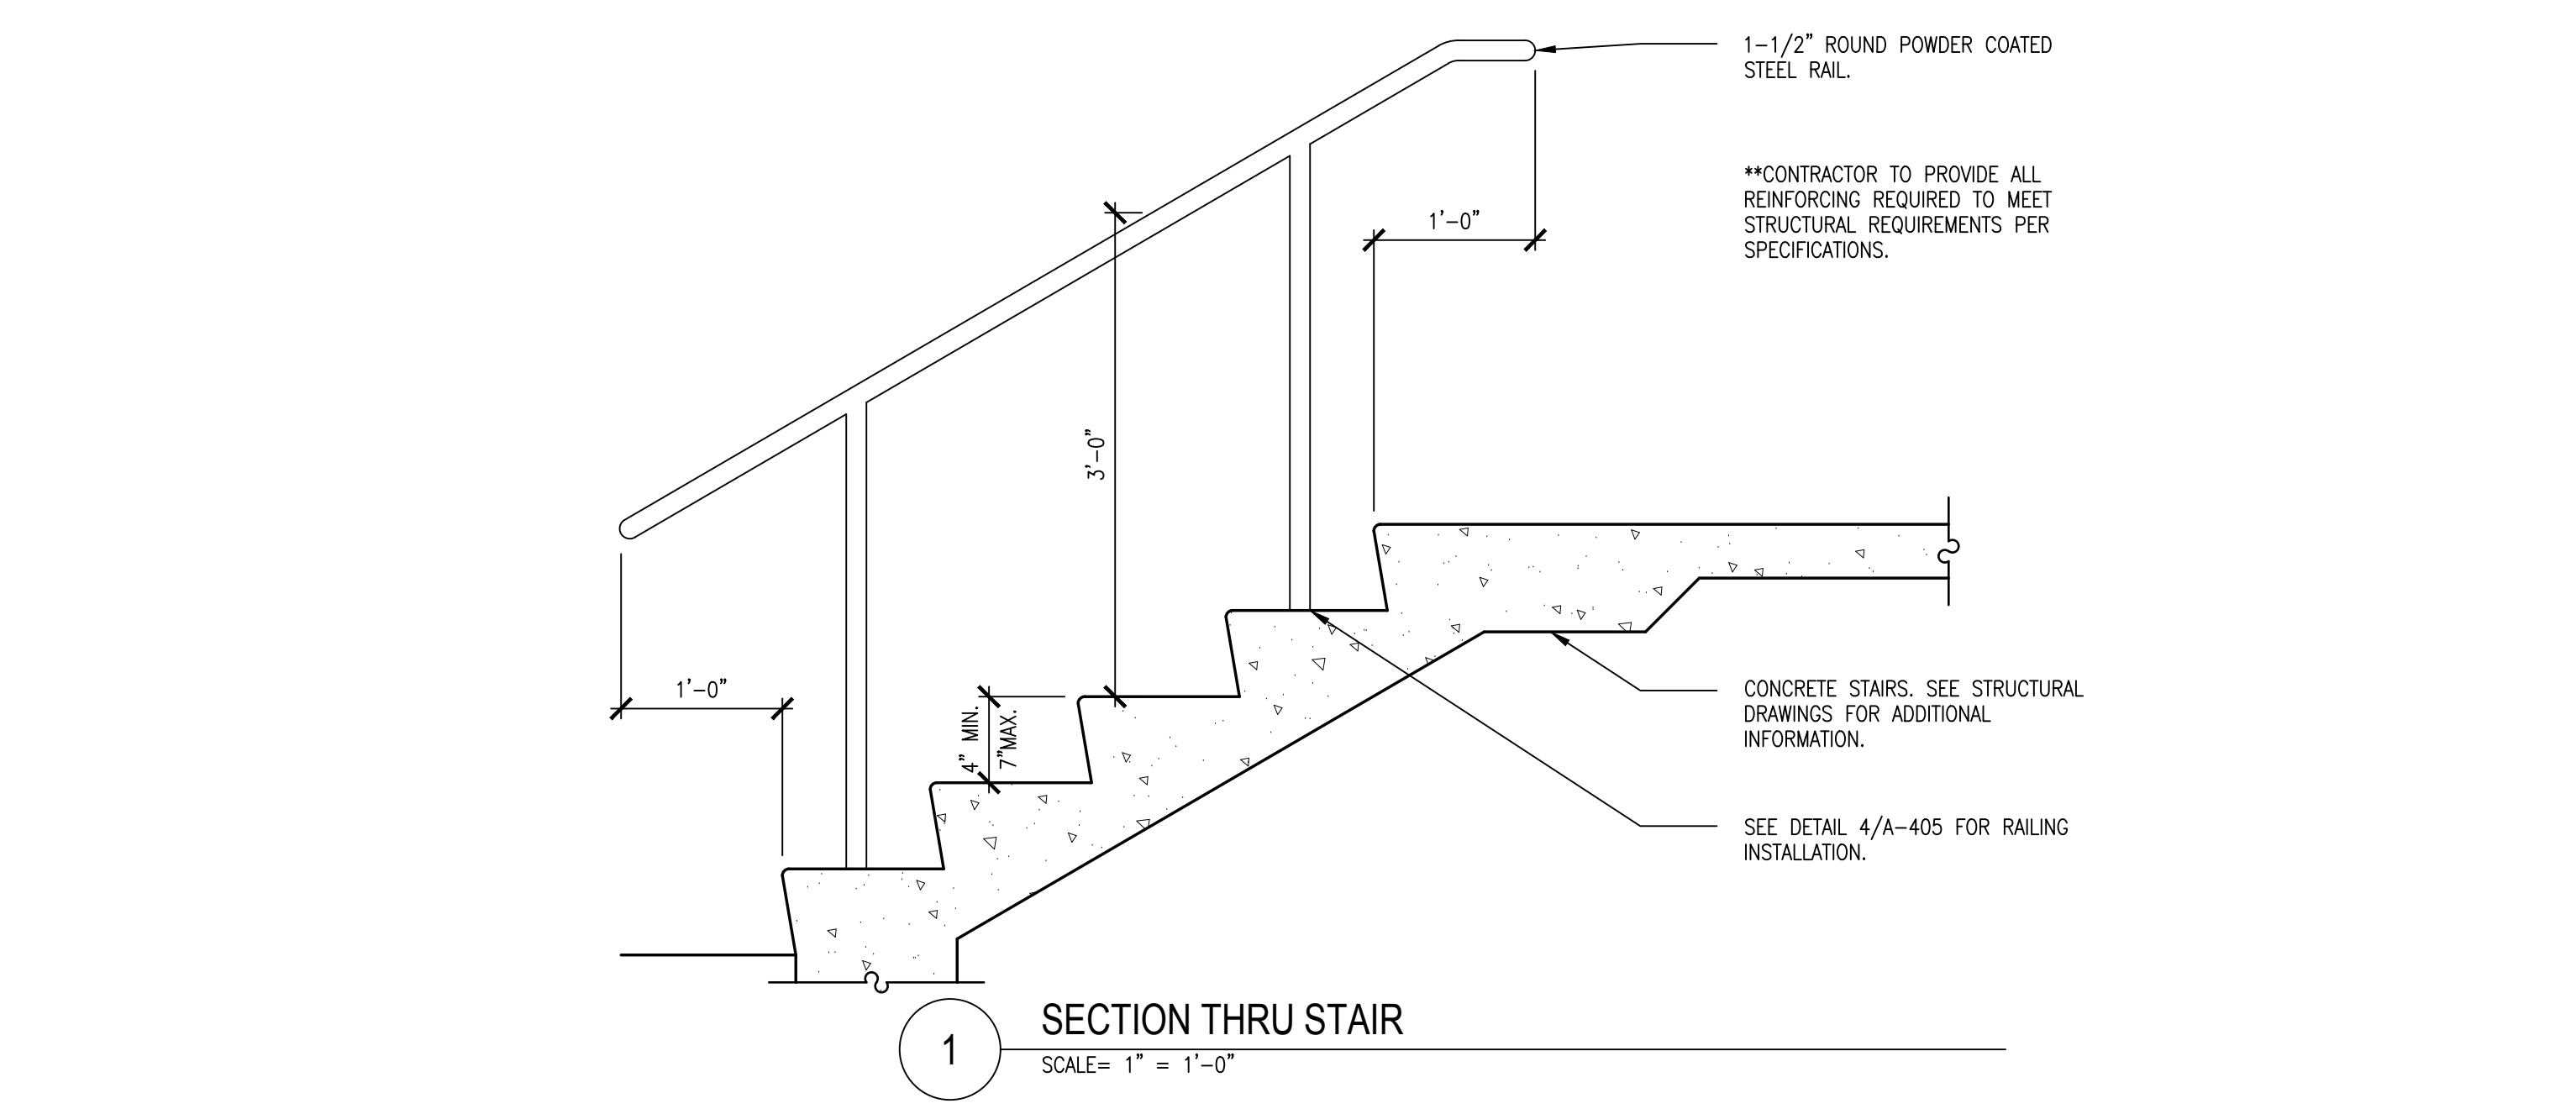 1-1/2" ROUND POWDER COATED
STEEL RAIL.
**CONTRACTOR TO PROVIDE ALL
REINFORCING REQUIRED TO MEET
STRUCTURAL REQUIREMENTS PER
SPECIFICATIONS.
1'-0"
3'-0"
1'-0"
4" MIN.
7"MAX.
CONCRETE STAIRS. SEE STRUCTURAL
DRAWINGS FOR ADDITIONAL
INFORMATION.
SEE DETAIL 4/A-405 FOR RAILING
INSTALLATION.
1
SECTION THRU STAIR
SCALE= 1" = 1'-0"